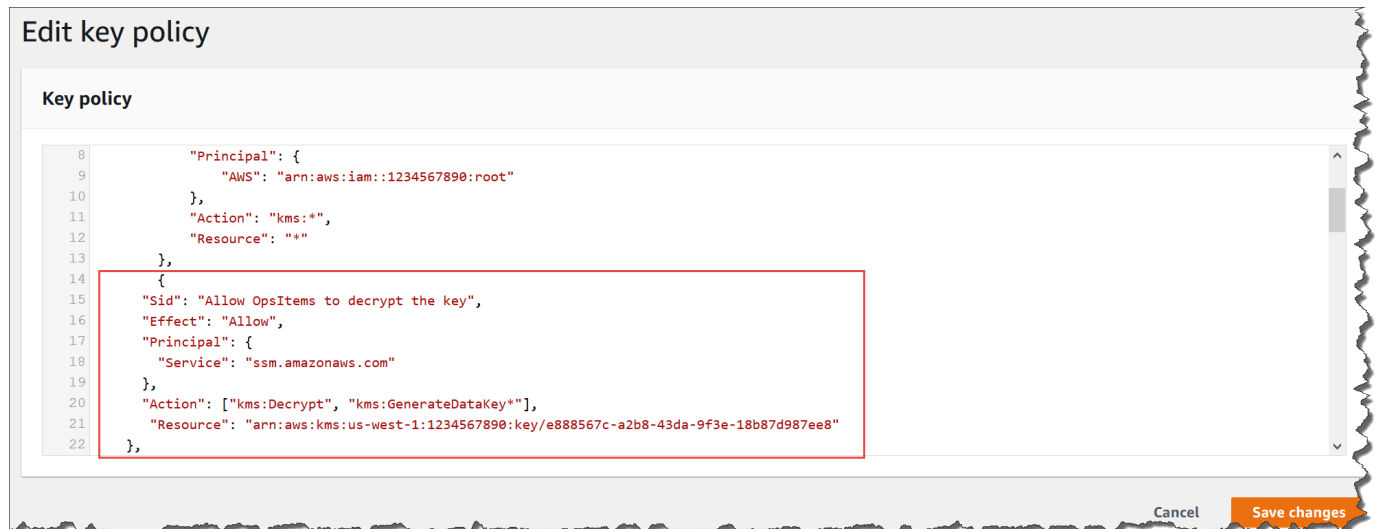 Edit key policy
Key policy
8 "Principal": {
9 "AWS": "arn:aws:iam::1234567890:root"
10 },
11 "Action": "kms:*",
12 "Resource": "*"
13 },
14 {
15 "Sid": "Allow OpsItems to decrypt the key",
16 "Effect": "Allow",
17 "Principal": {
18 "Service": "ssm.amazonaws.com"
19 },
20 "Action": ["kms:Decrypt", "kms:GenerateDataKey*"],
21 "Resource": "arn:aws:kms:us-west-1:1234567890:key/e888567c-a2b8-43da-9f3e-18b87d987ee8"
22 },
Cancel Save changes